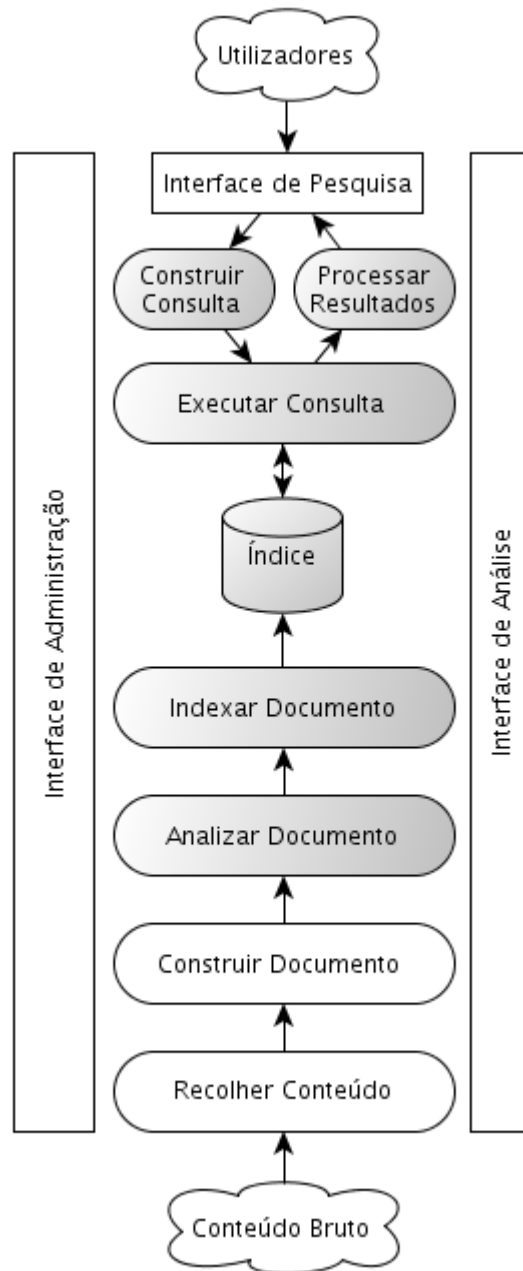 Utilizadores
Interface de Pesquisa
Construir
Consulta
Processar
Resultados
Executar Consulta
Índice
Interface de Administração
Interface de Análise
Indexar Documento
Analizar Documento
Construir Documento
Recolher Conteúdo
Conteúdo Bruto